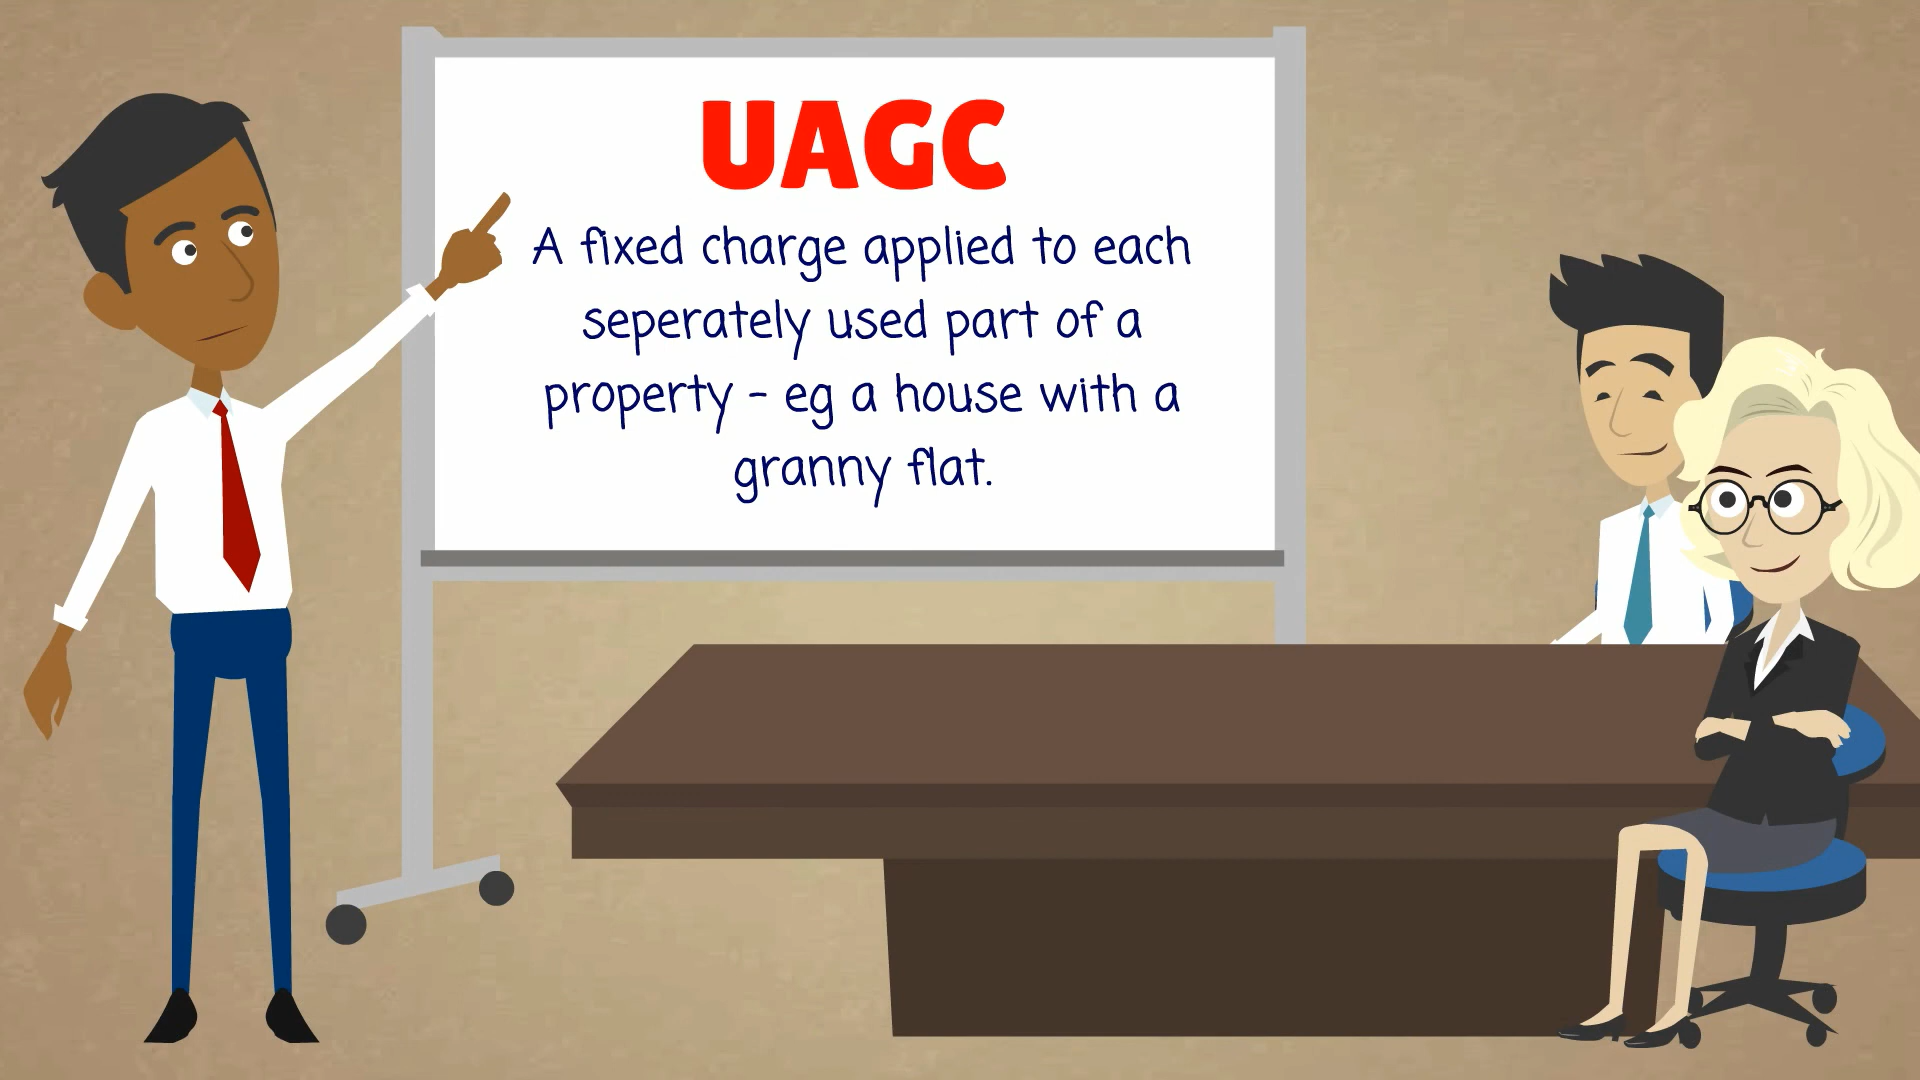 UAGC
A fixed charge applied to each
seperately used part of a
property - eg a house with a
granny flat.